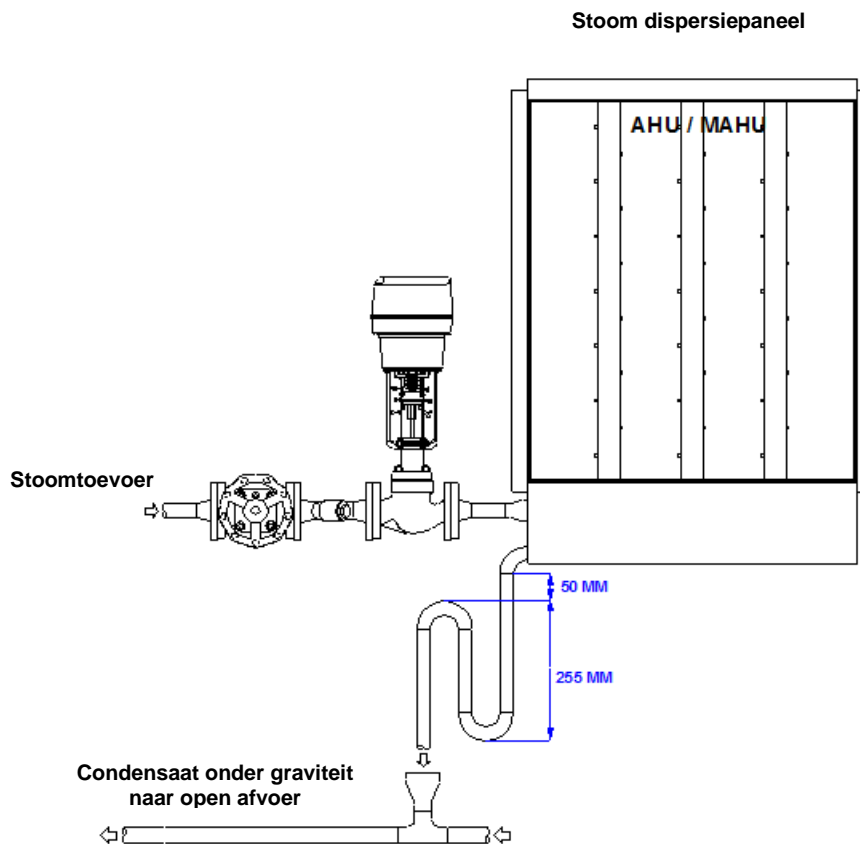 Stoom dispersiepaneel
AHU / MAHU
Stoomtoevoer
50 MM
255 MM
Condensaat onder graviteit
naar open afvoer